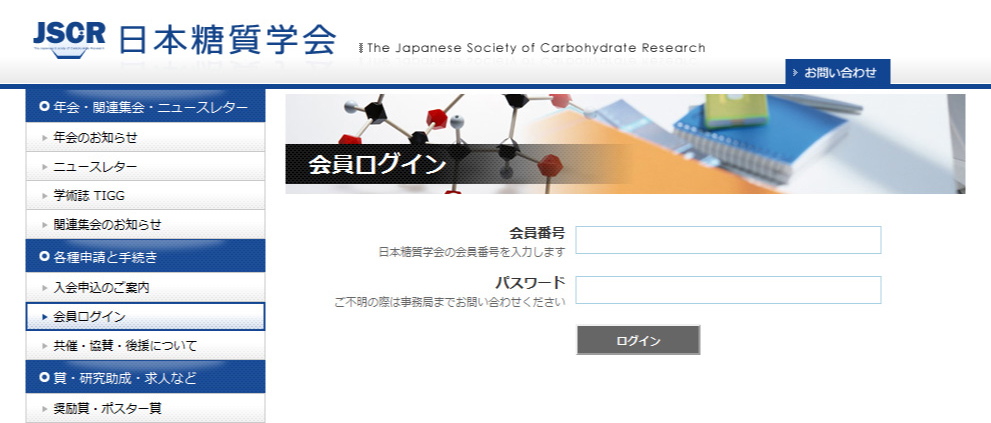 JSCR
日本糖質学会
The Japanese Society of Carbohydrate Research
お問い合わせ
年会・関連集会・ニュースレター
年会のお知らせ
ニュースレター
学術誌 TIGG
関連集会のお知らせ
各種申請と手続き
入会申込のご案内
会員ログイン
共催・協賛・後援について
賞・研究助成・求人など
奨励賞・ポスター賞
会員ログイン
会員番号
日本糖質学会の会員番号を入力します
パスワード
ご不明の際は事務局までお問い合わせください
ログイン